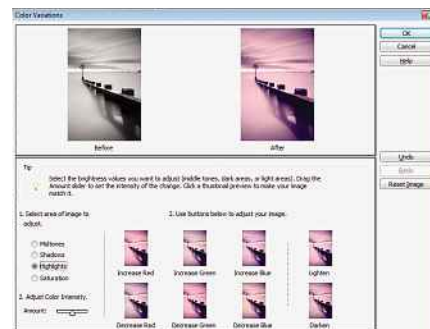 Color Variations
OK
Cancel
Help
Before
After
Undo
Redo
Reset Image
Tip
Select the brightness values you want to adjust (middle tones, dark areas, or light areas). Drag the
Amount slider to set the intensity of the change. Click a thumbnail preview to make your image
match it.
1. Select area of image to
adjust.
2. Use buttons below to adjust your image.
Midtones
Shadows
Highlights
Saturation
Increase Red
Increase Green
Increase Blue
Lighten
2. Adjust Color Intensity.
Amount:
Decrease Red
Decrease Green
Decrease Blue
Darken